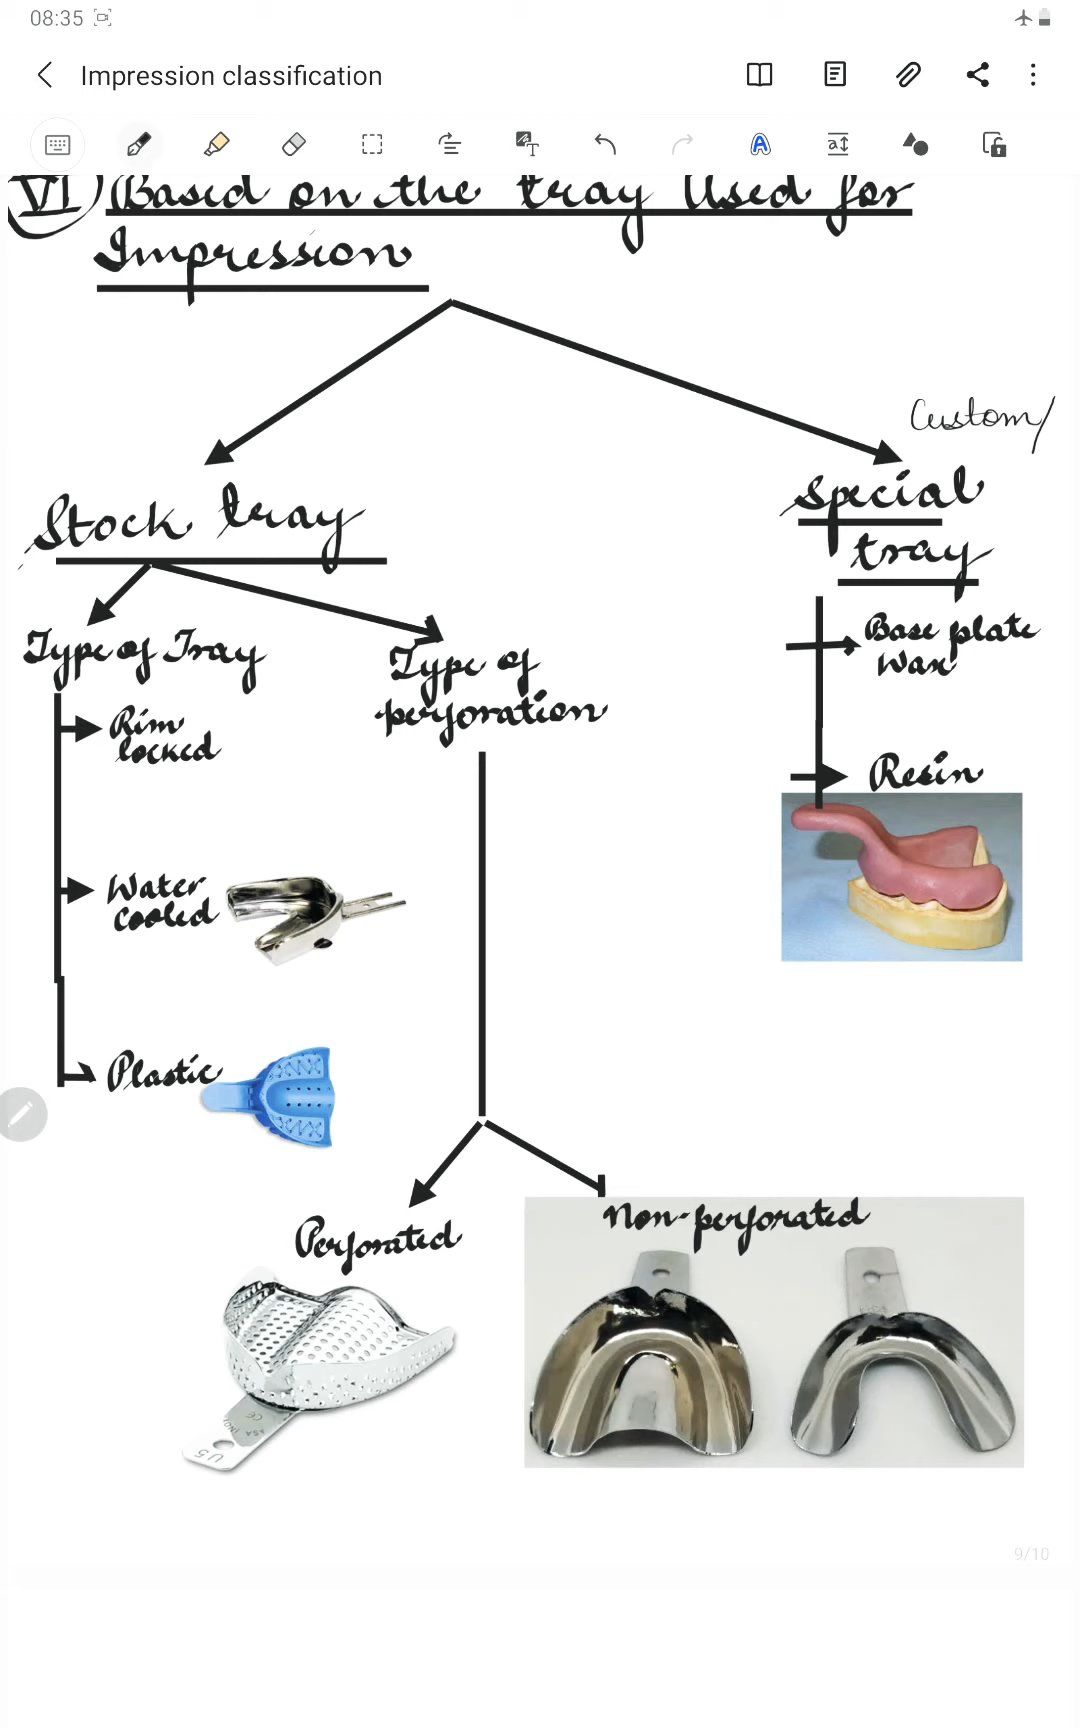 08:35
Impression classification
VI) Based on the tray Used for
Impression
Custom/
Special
tray
Stock tray
Type of Tray
Rim
locked
Water
cooled
Plastic
Type of
perforation
Base plate
Wax
Resin
Perforated
Non-perforated
U5
9/10